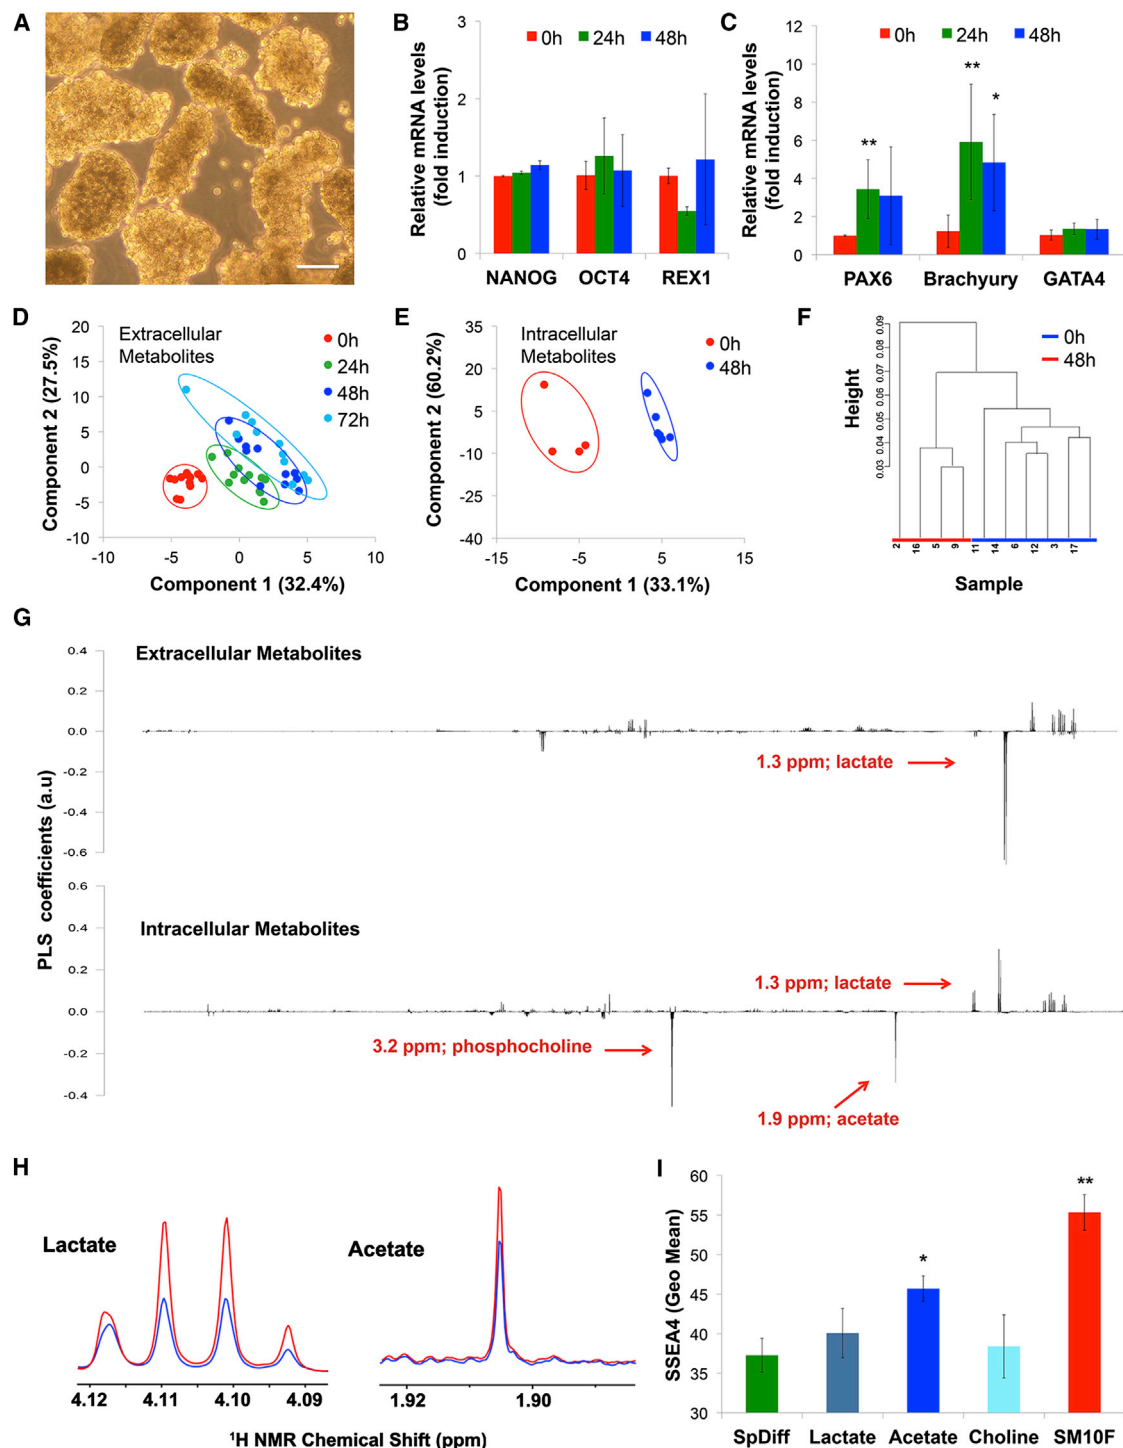 A
B
3
0h 24h 48h
2
1
0
Relative mRNA levels
(fold induction)
NANOG OCT4 REX1
C
12
10
8
6
4
2
0
0h 24h 48h
** ** *
Relative mRNA levels
(fold induction)
PAX6 Brachyury GATA4
D
20
15
10
5
0
-5
-10
Extracellular
Metabolites
0h
24h
48h
72h
Component 2 (27.5%)
-10 -5 0 5 10
Component 1 (32.4%)
E
35
20
5
-10
-25
-40
Intracellular
Metabolites
0h
48h
Component 2 (60.2%)
-15 -5 5 15
Component 1 (33.1%)
F
0h
48h
Height
0.09
0.08
0.07
0.06
0.05
0.04
0.03
2 16 5 9 11 14 6 12 3 17
Sample
G
PLS coefficients (a.u)
0.4
0.2
0.0
-0.2
-0.4
-0.6
Extracellular Metabolites
1.3 ppm; lactate
0.6
0.4
0.2
0.0
-0.2
-0.4
Intracellular Metabolites
1.3 ppm; lactate
3.2 ppm; phosphocholine
1.9 ppm; acetate
H
Lactate
Acetate
4.12 4.11 4.10 4.09
1.92 1.90
¹H NMR Chemical Shift (ppm)
I
60
55
50
45
40
35
30
SSEA4 (Geo Mean)
* **
SpDiff Lactate Acetate Choline SM10F